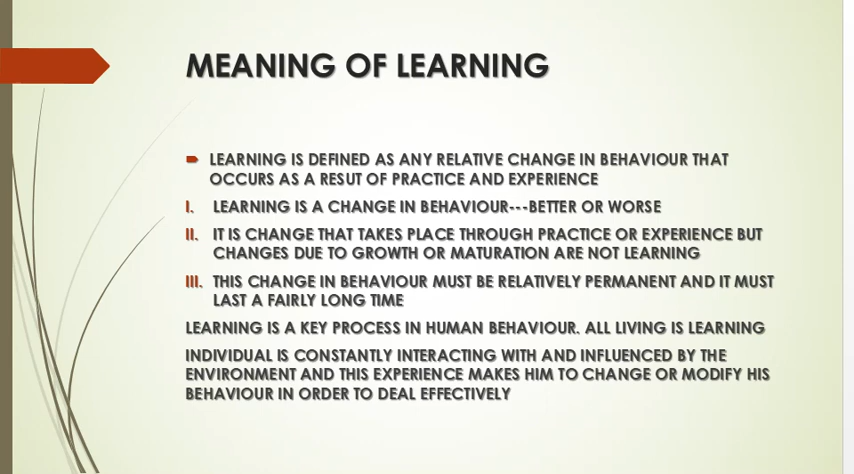 MEANING OF LEARNING
LEARNING IS DEFINED AS ANY RELATIVE CHANGE IN BEHAVIOUR THAT
OCCURS AS A RESUT OF PRACTICE AND EXPERIENCE
I. LEARNING IS A CHANGE IN BEHAVIOUR---BETTER OR WORSE
II. IT IS CHANGE THAT TAKES PLACE THROUGH PRACTICE OR EXPERIENCE BUT
CHANGES DUE TO GROWTH OR MATURATION ARE NOT LEARNING
III. THIS CHANGE IN BEHAVIOUR MUST BE RELATIVELY PERMANENT AND IT MUST
LAST A FAIRLY LONG TIME
LEARNING IS A KEY PROCESS IN HUMAN BEHAVIOUR. ALL LIVING IS LEARNING
INDIVIDUAL IS CONSTANTLY INTERACTING WITH AND INFLUENCED BY THE
ENVIRONMENT AND THIS EXPERIENCE MAKES HIM TO CHANGE OR MODIFY HIS
BEHAVIOUR IN ORDER TO DEAL EFFECTIVELY